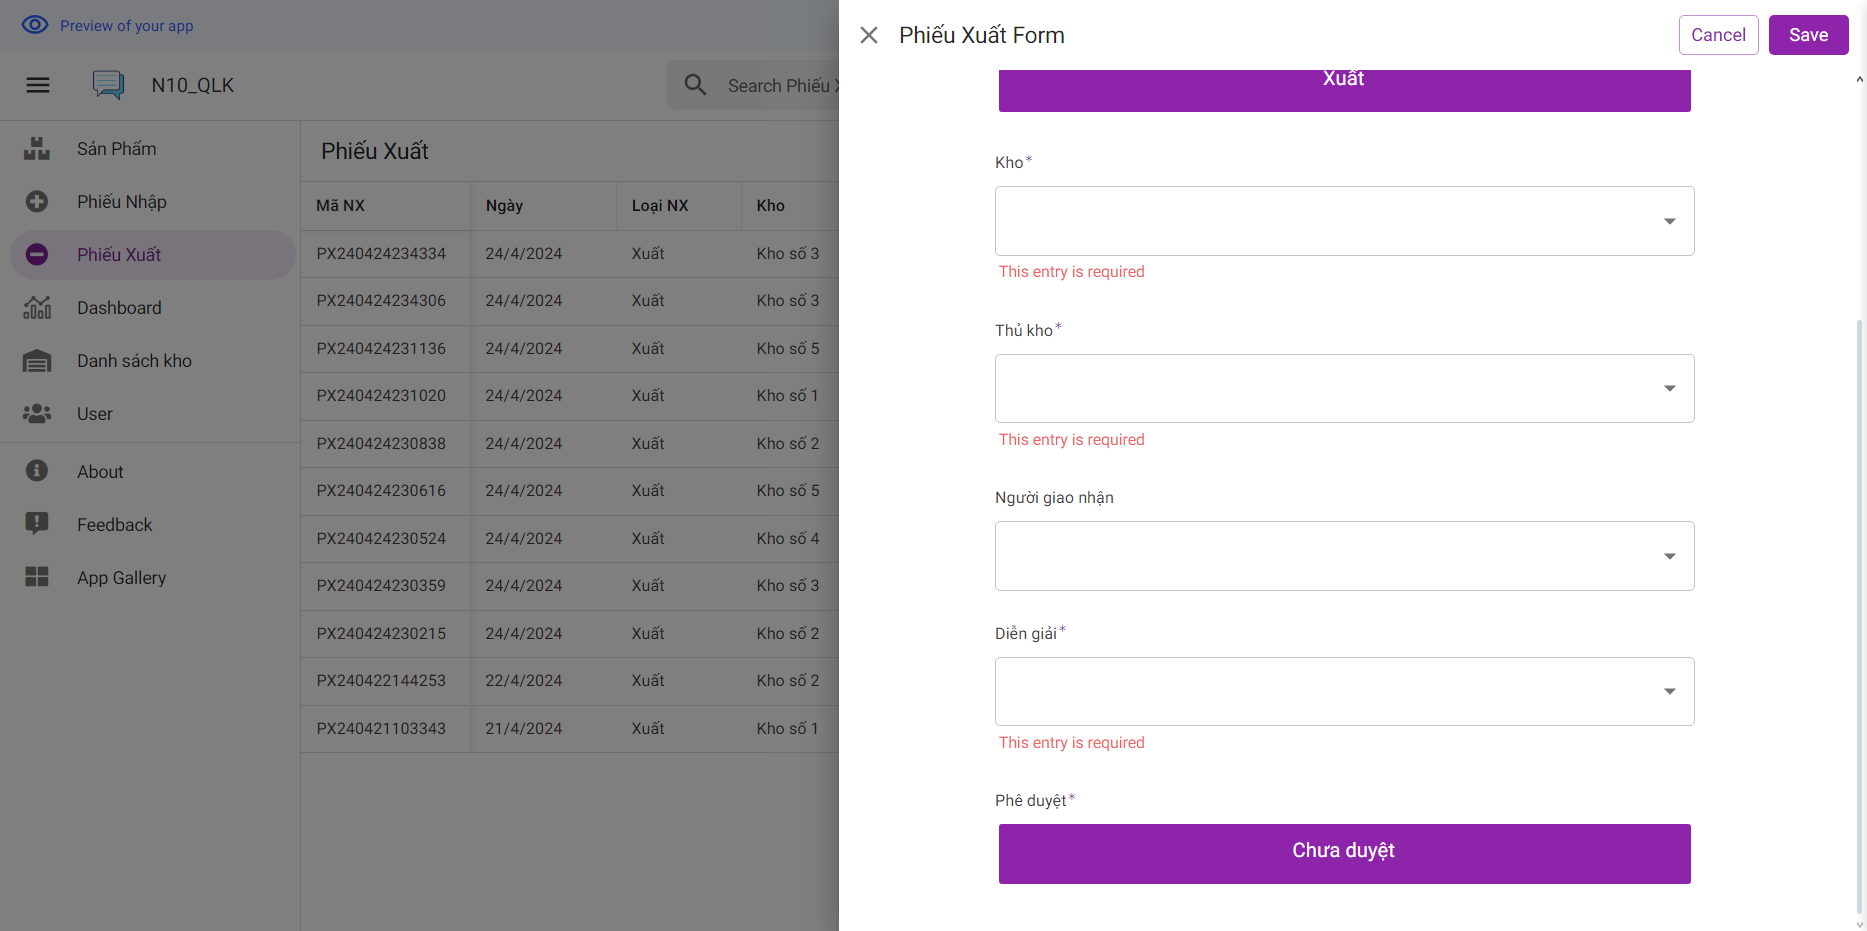 Preview of your app
N10_QLK
Search Phiếu
Sản Phẩm
Phiếu Nhập
Phiếu Xuất
Dashboard
Danh sách kho
User
About
Feedback
App Gallery
Phiếu Xuất
Mã NX Ngày Loại NX Kho
PX240424234334 24/4/2024 Xuất Kho số 3
PX240424234306 24/4/2024 Xuất Kho số 3
PX240424231136 24/4/2024 Xuất Kho số 5
PX240424231020 24/4/2024 Xuất Kho số 1
PX240424230838 24/4/2024 Xuất Kho số 2
PX240424230616 24/4/2024 Xuất Kho số 5
PX240424230524 24/4/2024 Xuất Kho số 4
PX240424230359 24/4/2024 Xuất Kho số 3
PX240424230215 24/4/2024 Xuất Kho số 2
PX240422144253 22/4/2024 Xuất Kho số 2
PX240421103343 21/4/2024 Xuất Kho số 1
Phiếu Xuất Form
Cancel
Save
Xuất
Kho*
This entry is required
Thủ kho*
This entry is required
Người giao nhận
Diễn giải*
This entry is required
Phê duyệt*
Chưa duyệt